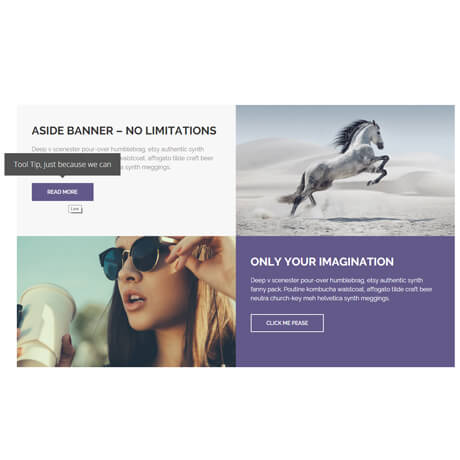 ASIDE BANNER – NO LIMITATIONS
Deep v scenester pour-over humblebrag, etsy authentic synth
Tool Tip, just because we can
waistcoat, affogato tilde craft beer
synth meggings.
READ MORE
Link
ONLY YOUR IMAGINATION
Deep v scenester pour-over humblebrag, etsy authentic synth
fanny pack. Poutine kombucha waistcoat, affogato tilde craft beer
neutra church-key meh helvetica synth meggings.
CLICK ME PEASE